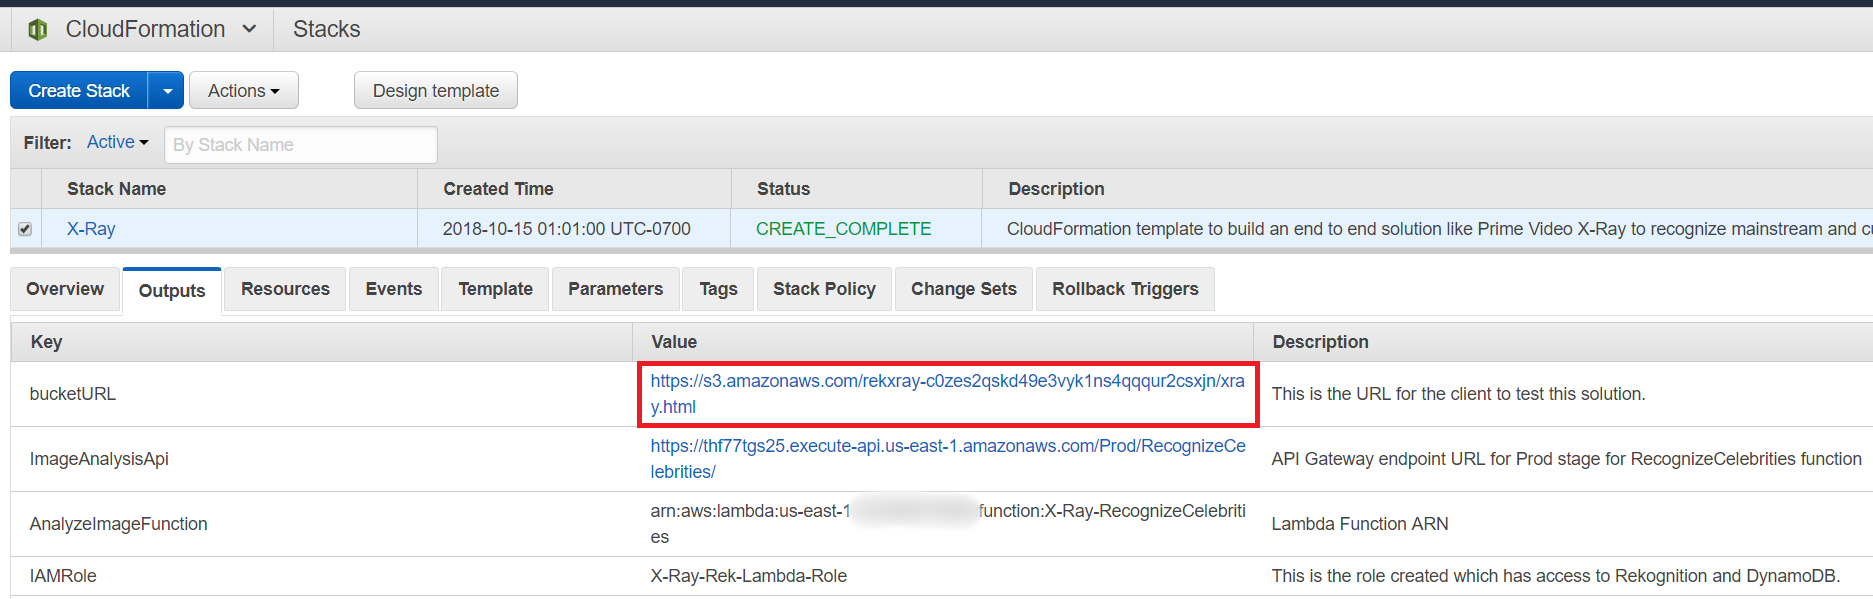 CloudFormation Stacks
Create Stack Actions Design template
Filter: Active By Stack Name
Stack Name Created Time Status Description
X-Ray 2018-10-15 01:01:00 UTC-0700 CREATE_COMPLETE CloudFormation template to build an end to end solution like Prime Video X-Ray to recognize mainstream and
Overview Outputs Resources Events Template Parameters Tags Stack Policy Change Sets Rollback Triggers
Key Value Description
bucketURL https://s3.amazonaws.com/rekxray-c0zes2qskd49e3vyk1ns4qqqur2csxjn/xra
y.html This is the URL for the client to test this solution.
ImageAnalysisApi https://thf77tgs25.execute-api.us-east-1.amazonaws.com/Prod/RecognizeCe
lebrities/ API Gateway endpoint URL for Prod stage for RecognizeCelebrities function
AnalyzeImageFunction arn:aws:lambda:us-east-1 function:X-Ray-RecognizeCelebriti
es Lambda Function ARN
IAMRole X-Ray-Rek-Lambda-Role This is the role created which has access to Rekognition and DynamoDB.